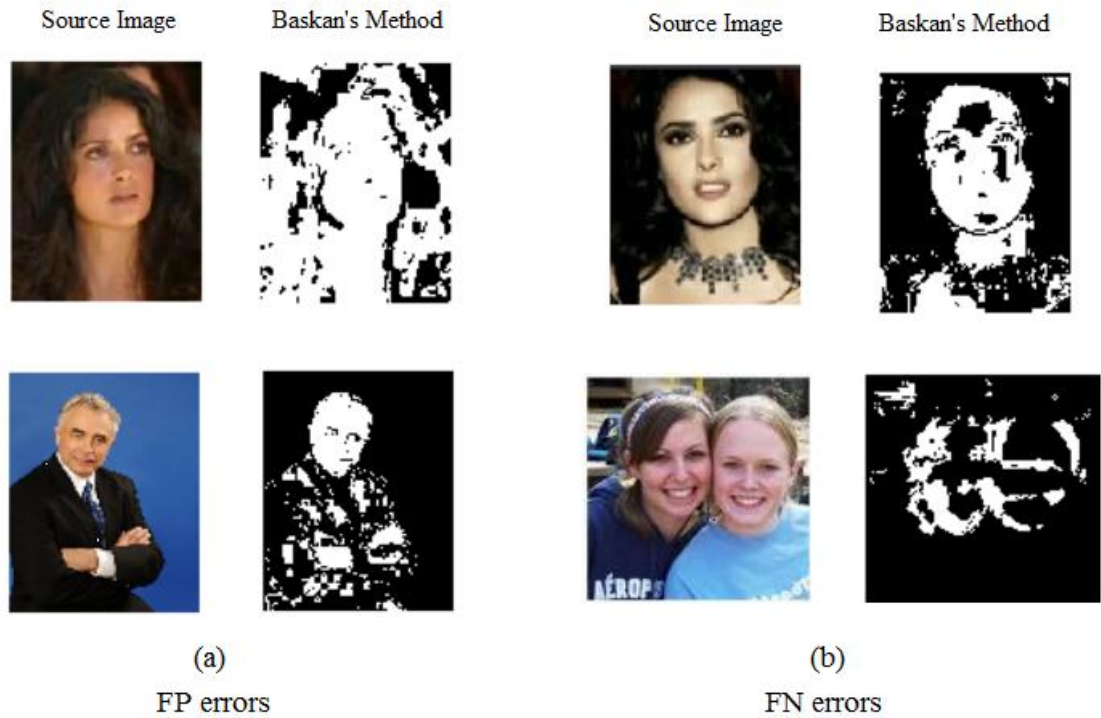 Source Image
Baskan's Method
Source Image
Baskan's Method
AÉROP
(a)
FP errors
(b)
FN errors